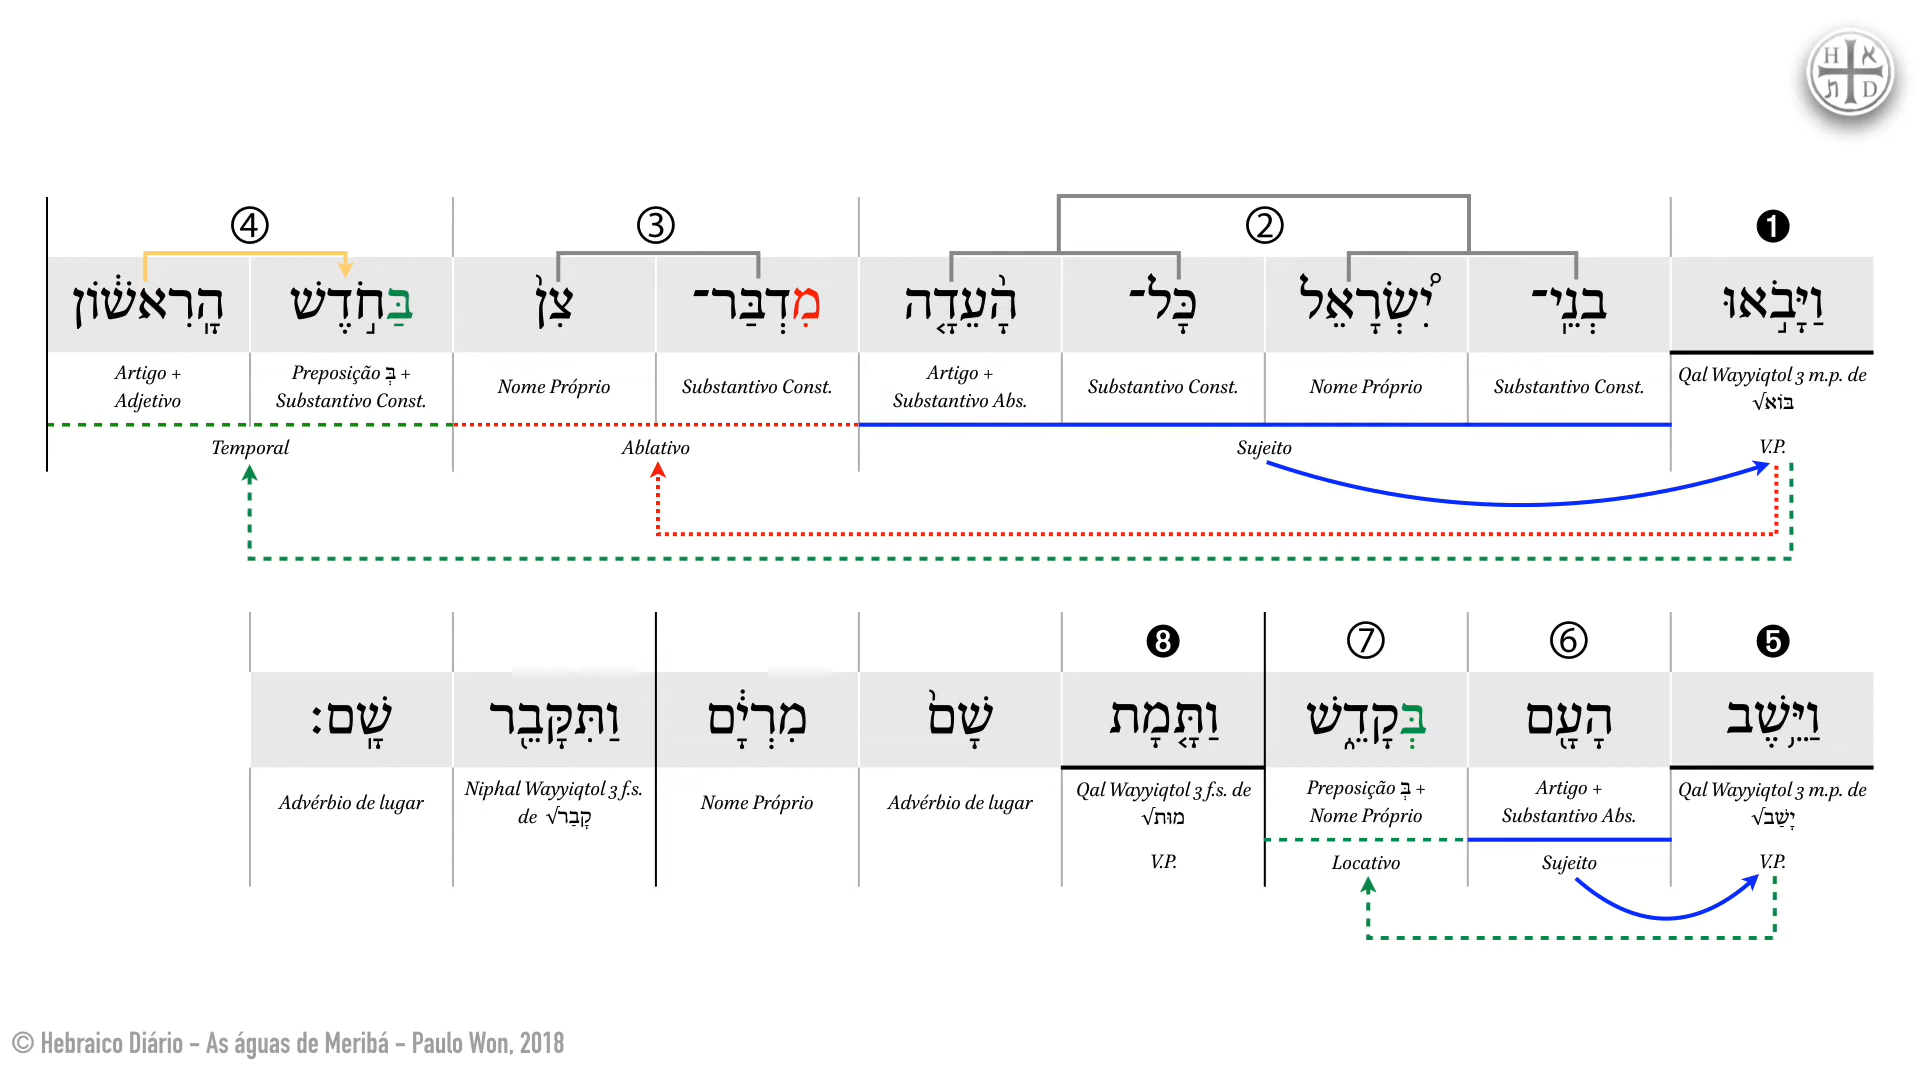 H א ת D
④ ③ ② ❶
וַיָּבֹ֣אוּ בְנֵֽי־ יִ֠שְׂרָאֵל כָּל־ הָ֨עֵדָ֤ה מִדְבַּר־ צִן֙ בַּחֹ֣דֶשׁ הָֽרִאשׁ֔וֹן
Artigo + Adjetivo
Preposição בְּ + Substantivo Const.
Nome Próprio
Substantivo Const.
Artigo + Substantivo Abs.
Substantivo Const.
Nome Próprio
Substantivo Const.
Qal Wayyiqtol 3 m.p. de √בּוֹא
Temporal Ablativo Sujeito V.P.
❽ ⑦ ⑥ ❺
וַיֵּ֥שֶׁב הָעָ֖ם בְּקָדֵ֑שׁ וַתָּ֤מָת שָׁם֙ מִרְיָ֔ם וַתִּקָּבֵ֖ר שָֽׁם׃
Advérbio de lugar
Niphal Wayyiqtol 3 f.s. de √קָבַר
Nome Próprio
Advérbio de lugar
Qal Wayyiqtol 3 f.s. de √מוּת
Preposição בְּ + Nome Próprio
Artigo + Substantivo Abs.
Qal Wayyiqtol 3 m.p. de √יָשַׁב
V.P. Locativo Sujeito V.P.
© Hebraico Diário - As águas de Meribá - Paulo Won, 2018